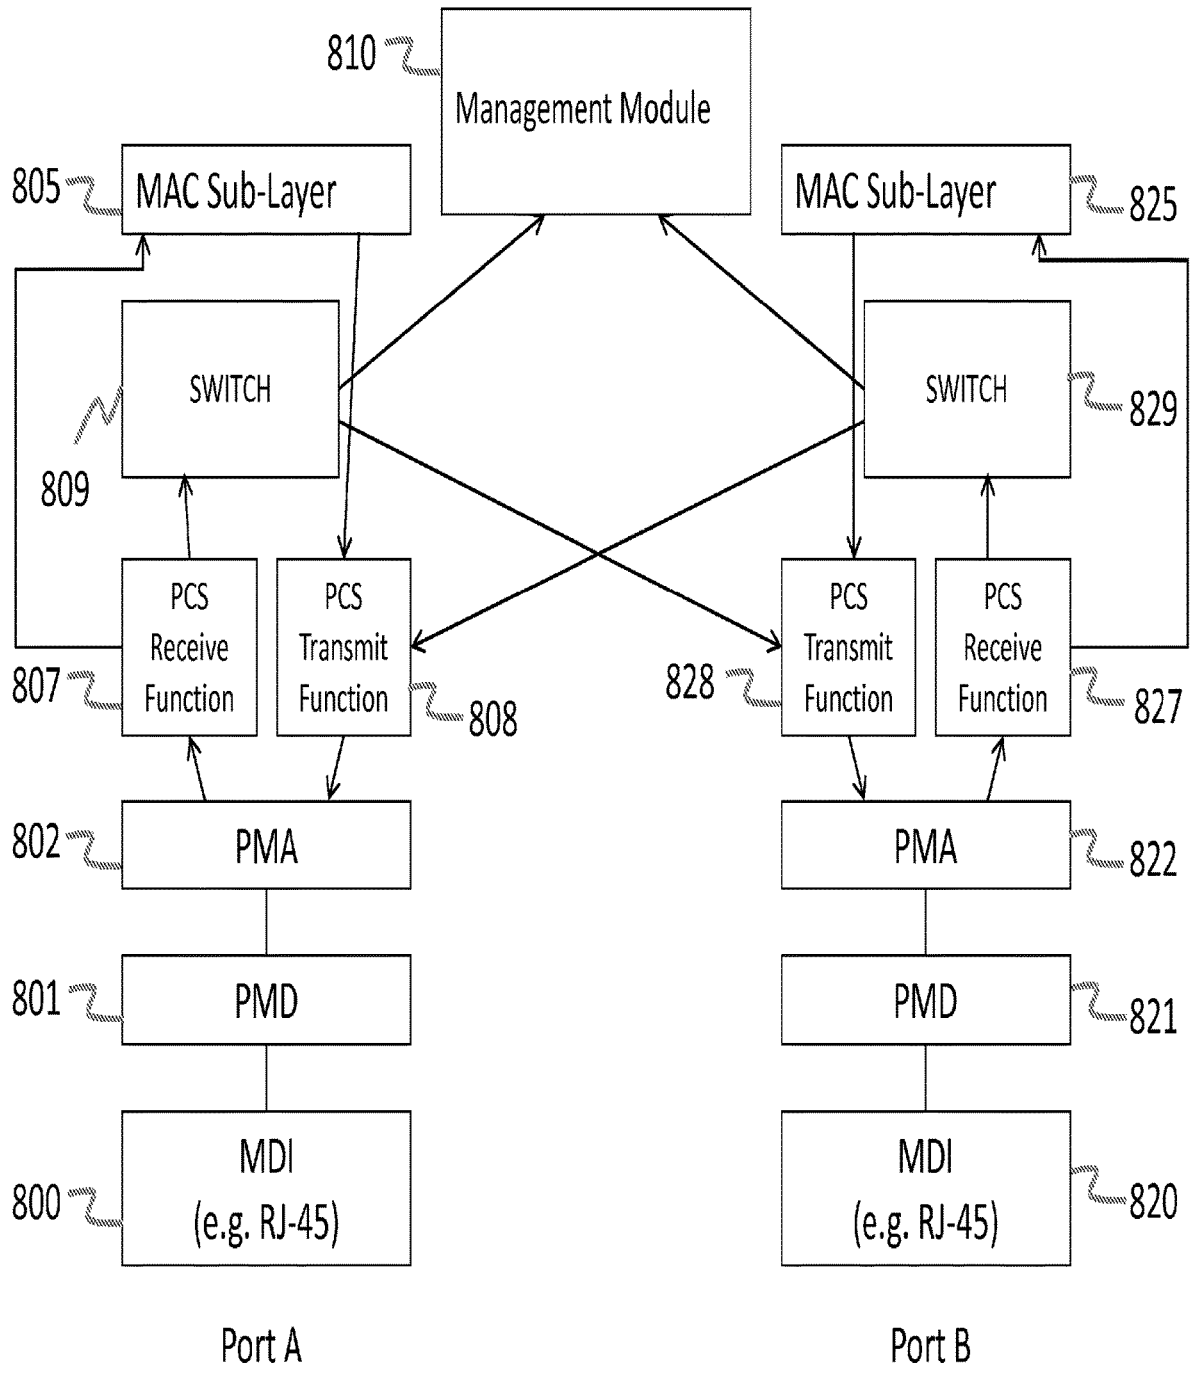 810
Management Module
805
MAC Sub-Layer
MAC Sub-Layer
825
SWITCH
SWITCH
829
809
PCS
Receive
Function
PCS
Transmit
Function
PCS
Transmit
Function
PCS
Receive
Function
807
808
828
827
802
PMA
PMA
822
801
PMD
PMD
821
800
MDI
(e.g. RJ-45)
MDI
(e.g. RJ-45)
820
Port A
Port B